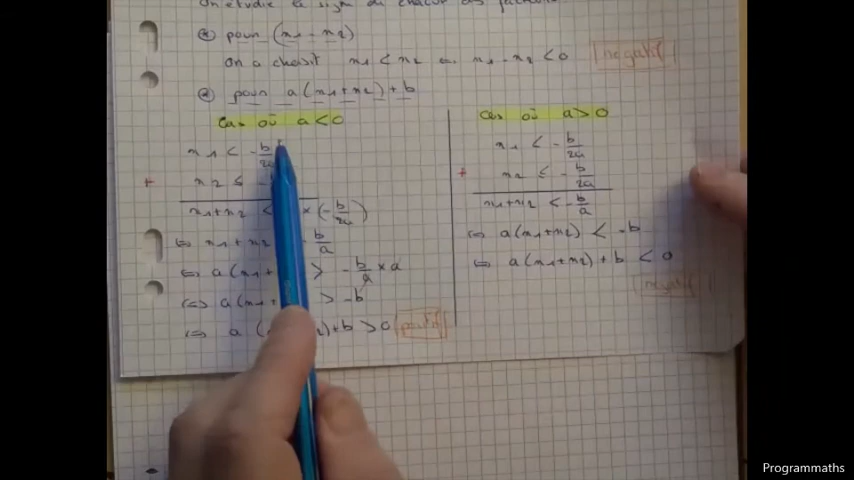 On étudie le signe de chacun des facteurs
⊛ pour (x1 - x2)
On a choisit x1 < x2 ⇔ x1 - x2 < 0 négatif
⊛ pour a(x1+x2)+b
Cas où a<0
x1 < -b/2a
+ x2 ≤ -b
x1+x2 < × (-b/2a)
⇔ x1+x2 b/a
⇔ a(x1+ > -b/a × a
⇔ a(x1+ > -b
⇔ a ( 2)+b > 0 positif
Cas où a>0
x1 < -b/2a
+ x2 ≤ -b/2a
x1+x2 < -b/a
⇔ a(x1+x2) < -b
⇔ a(x1+x2)+b < 0
négatif
Programmaths